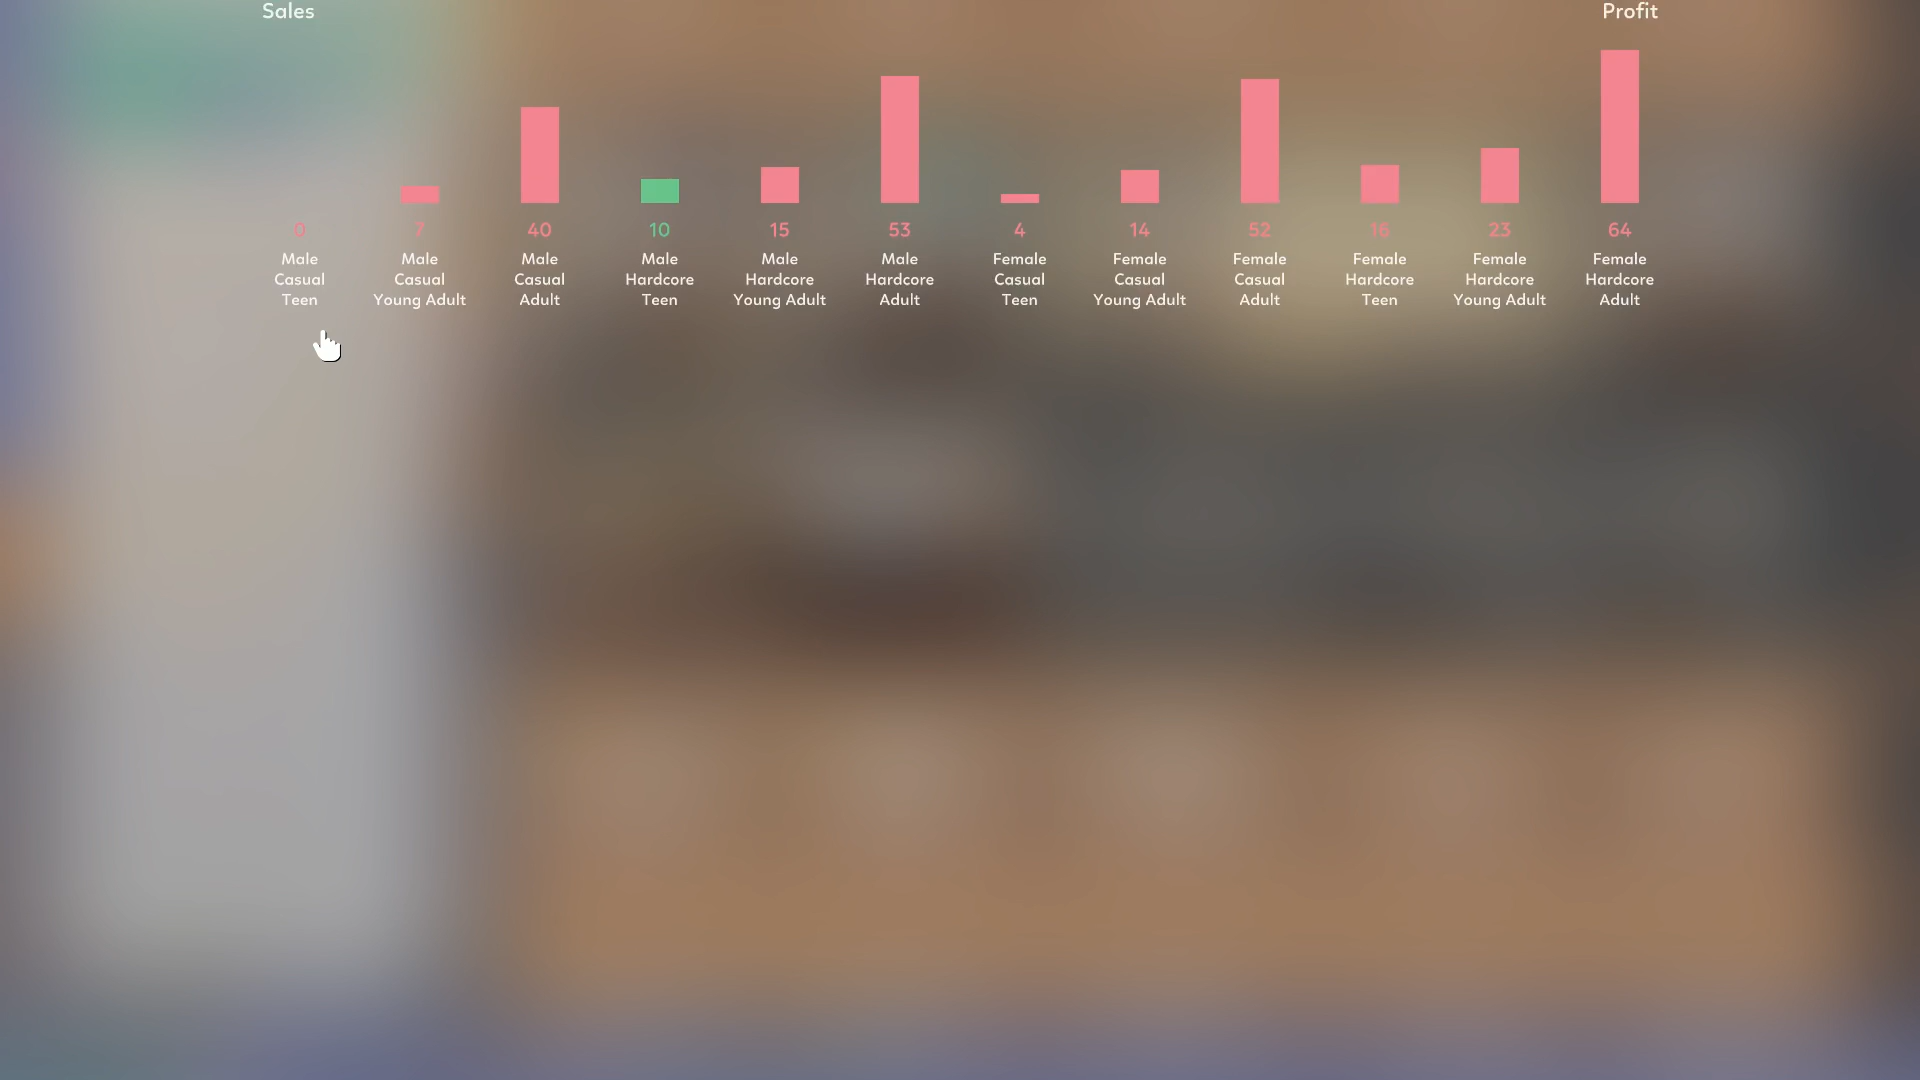 Sales Profit
0 7 40 10 15 53 4 14 52 16 23 64
Male Male Male Male Male Male Female Female Female Female Female Female
Casual Casual Casual Hardcore Hardcore Hardcore Casual Casual Casual Hardcore Hardcore Hardcore
Teen Young Adult Adult Teen Young Adult Adult Teen Young Adult Adult Teen Young Adult Adult